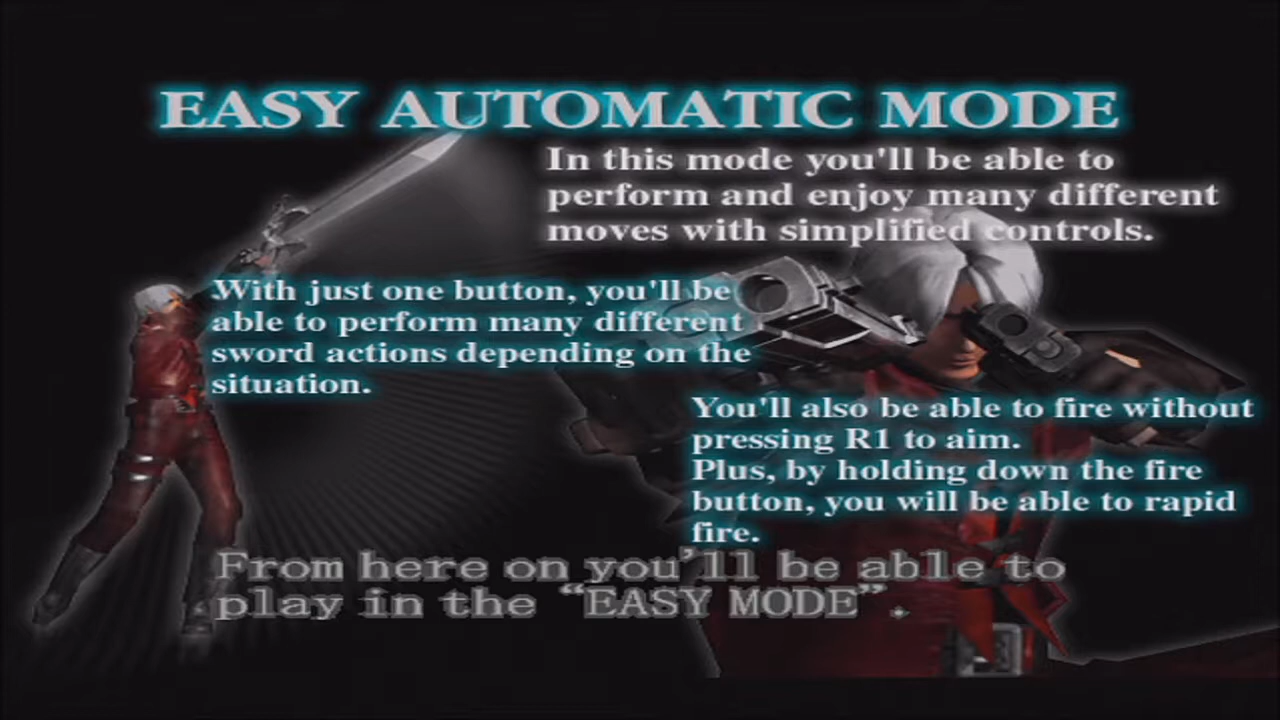 EASY AUTOMATIC MODE
In this mode you'll be able to
perform and enjoy many different
moves with simplified controls.
With just one button, you'll be
able to perform many different
sword actions depending on the
situation.
You'll also be able to fire without
pressing R1 to aim.
Plus, by holding down the fire
button, you will be able to rapid
fire.
From here on you'll be able to
play in the “EASY MODE”.